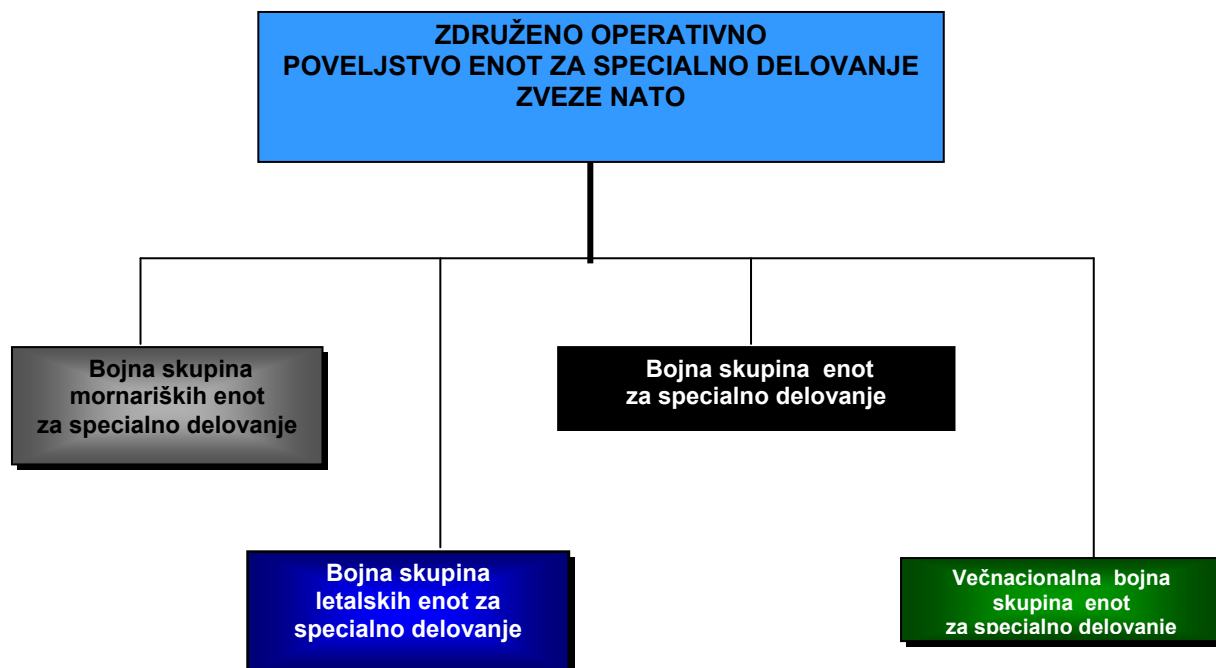 ZDRUŽENO OPERATIVNO
POVELJSTVO ENOT ZA SPECIALNO DELOVANJE
ZVEZE NATO
Bojna skupina
mornariških enot
za specialno delovanje
Bojna skupina enot
za specialno delovanje
Bojna skupina
letalskih enot za
specialno delovanje
Večnacionalna bojna
skupina enot
za specialno delovanje